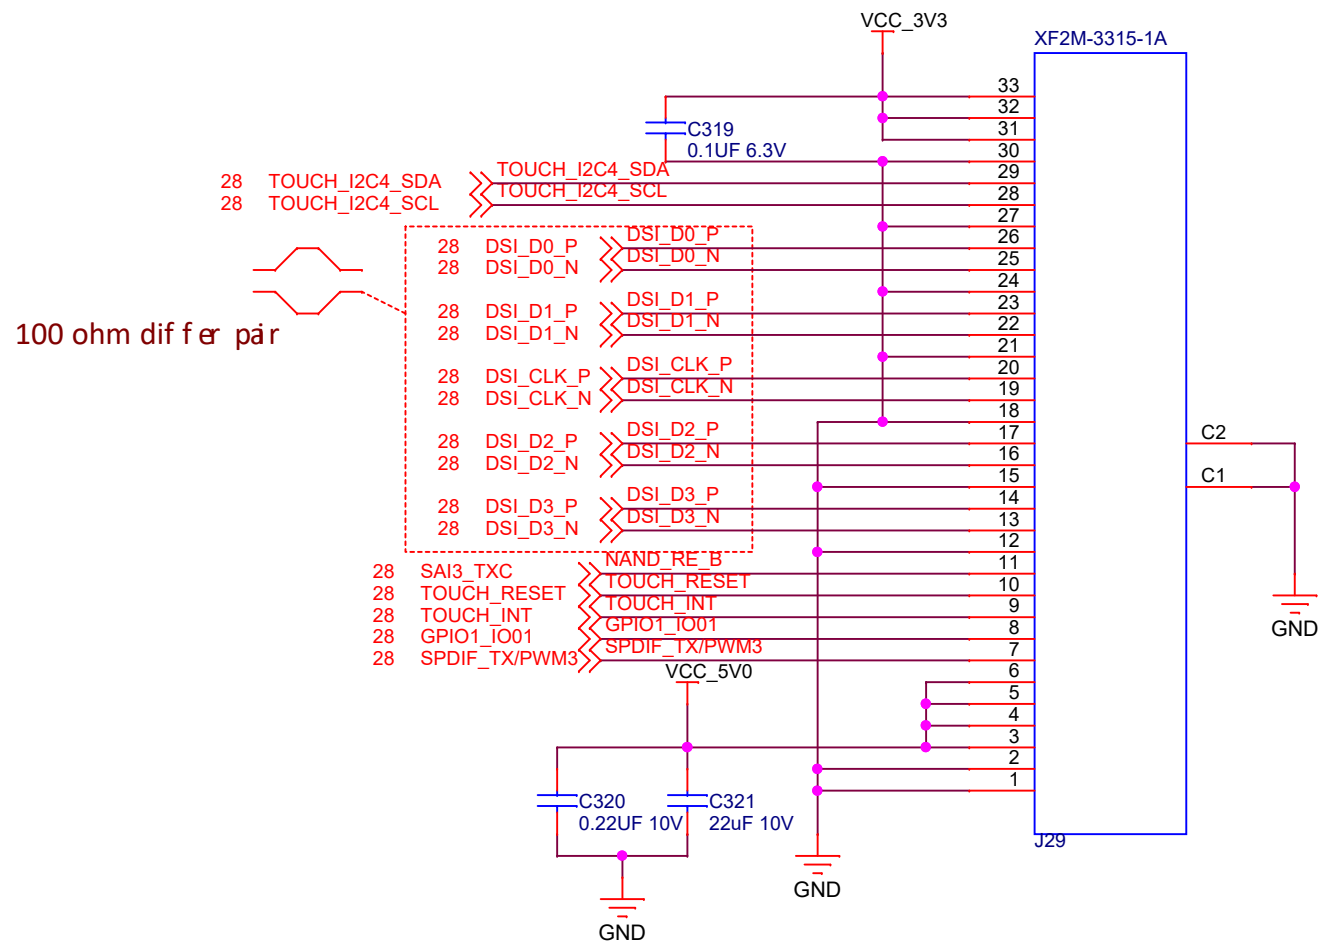 VCC_3V3
XF2M-3315-1A
33
32
31
30
29
28
27
26
25
24
23
22
21
20
19
18
17
16
15
14
13
12
11
10
9
8
7
6
5
4
3
2
1
C319
0.1UF 6.3V
28 TOUCH_I2C4_SDA TOUCH_I2C4_SDA
28 TOUCH_I2C4_SCL TOUCH_I2C4_SCL
28 DSI_D0_P DSI_D0_P
28 DSI_D0_N DSI_D0_N
28 DSI_D1_P DSI_D1_P
28 DSI_D1_N DSI_D1_N
100 ohm differ pair
28 DSI_CLK_P DSI_CLK_P
28 DSI_CLK_N DSI_CLK_N
28 DSI_D2_P DSI_D2_P
28 DSI_D2_N DSI_D2_N
28 DSI_D3_P DSI_D3_P
28 DSI_D3_N DSI_D3_N
28 SAI3_TXC NAND_RE_B
28 TOUCH_RESET TOUCH_RESET
28 TOUCH_INT TOUCH_INT
28 GPIO1_IO01 GPIO1_IO01
28 SPDIF_TX/PWM3 SPDIF_TX/PWM3
C2
C1
GND
VCC_5V0
C320
0.22UF 10V
C321
22uF 10V
J29
GND
GND